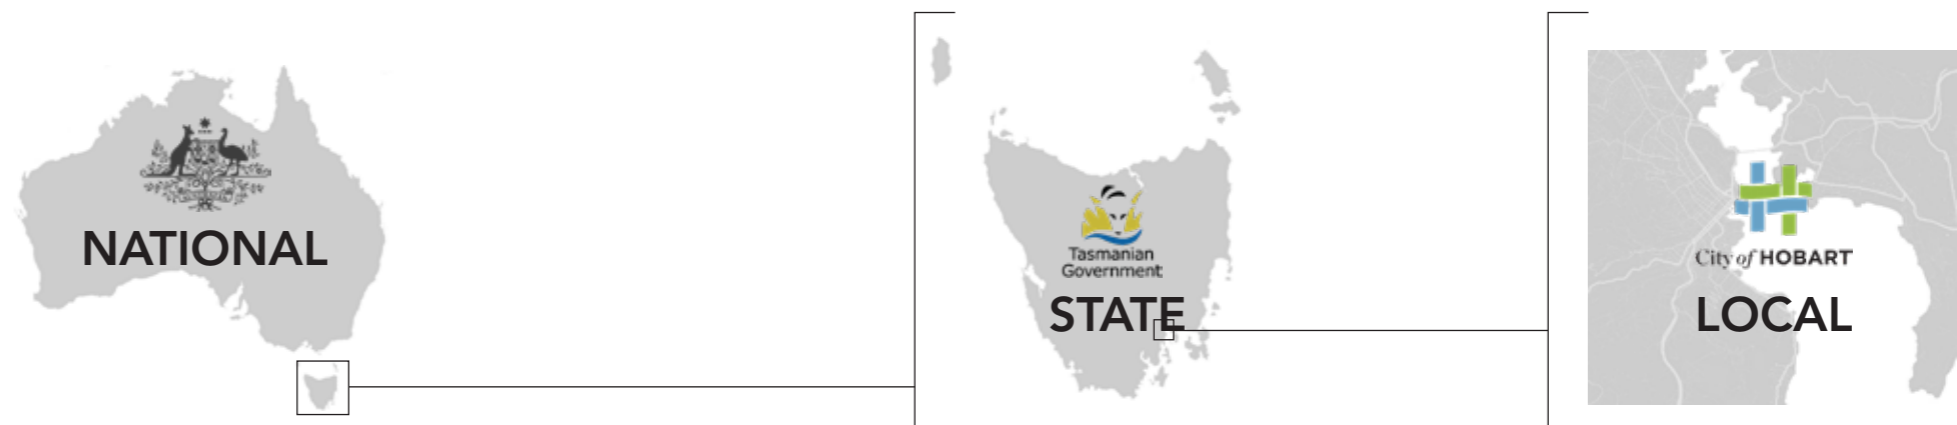 NATIONAL
Tasmanian
Government
STATE
City of HOBART
LOCAL